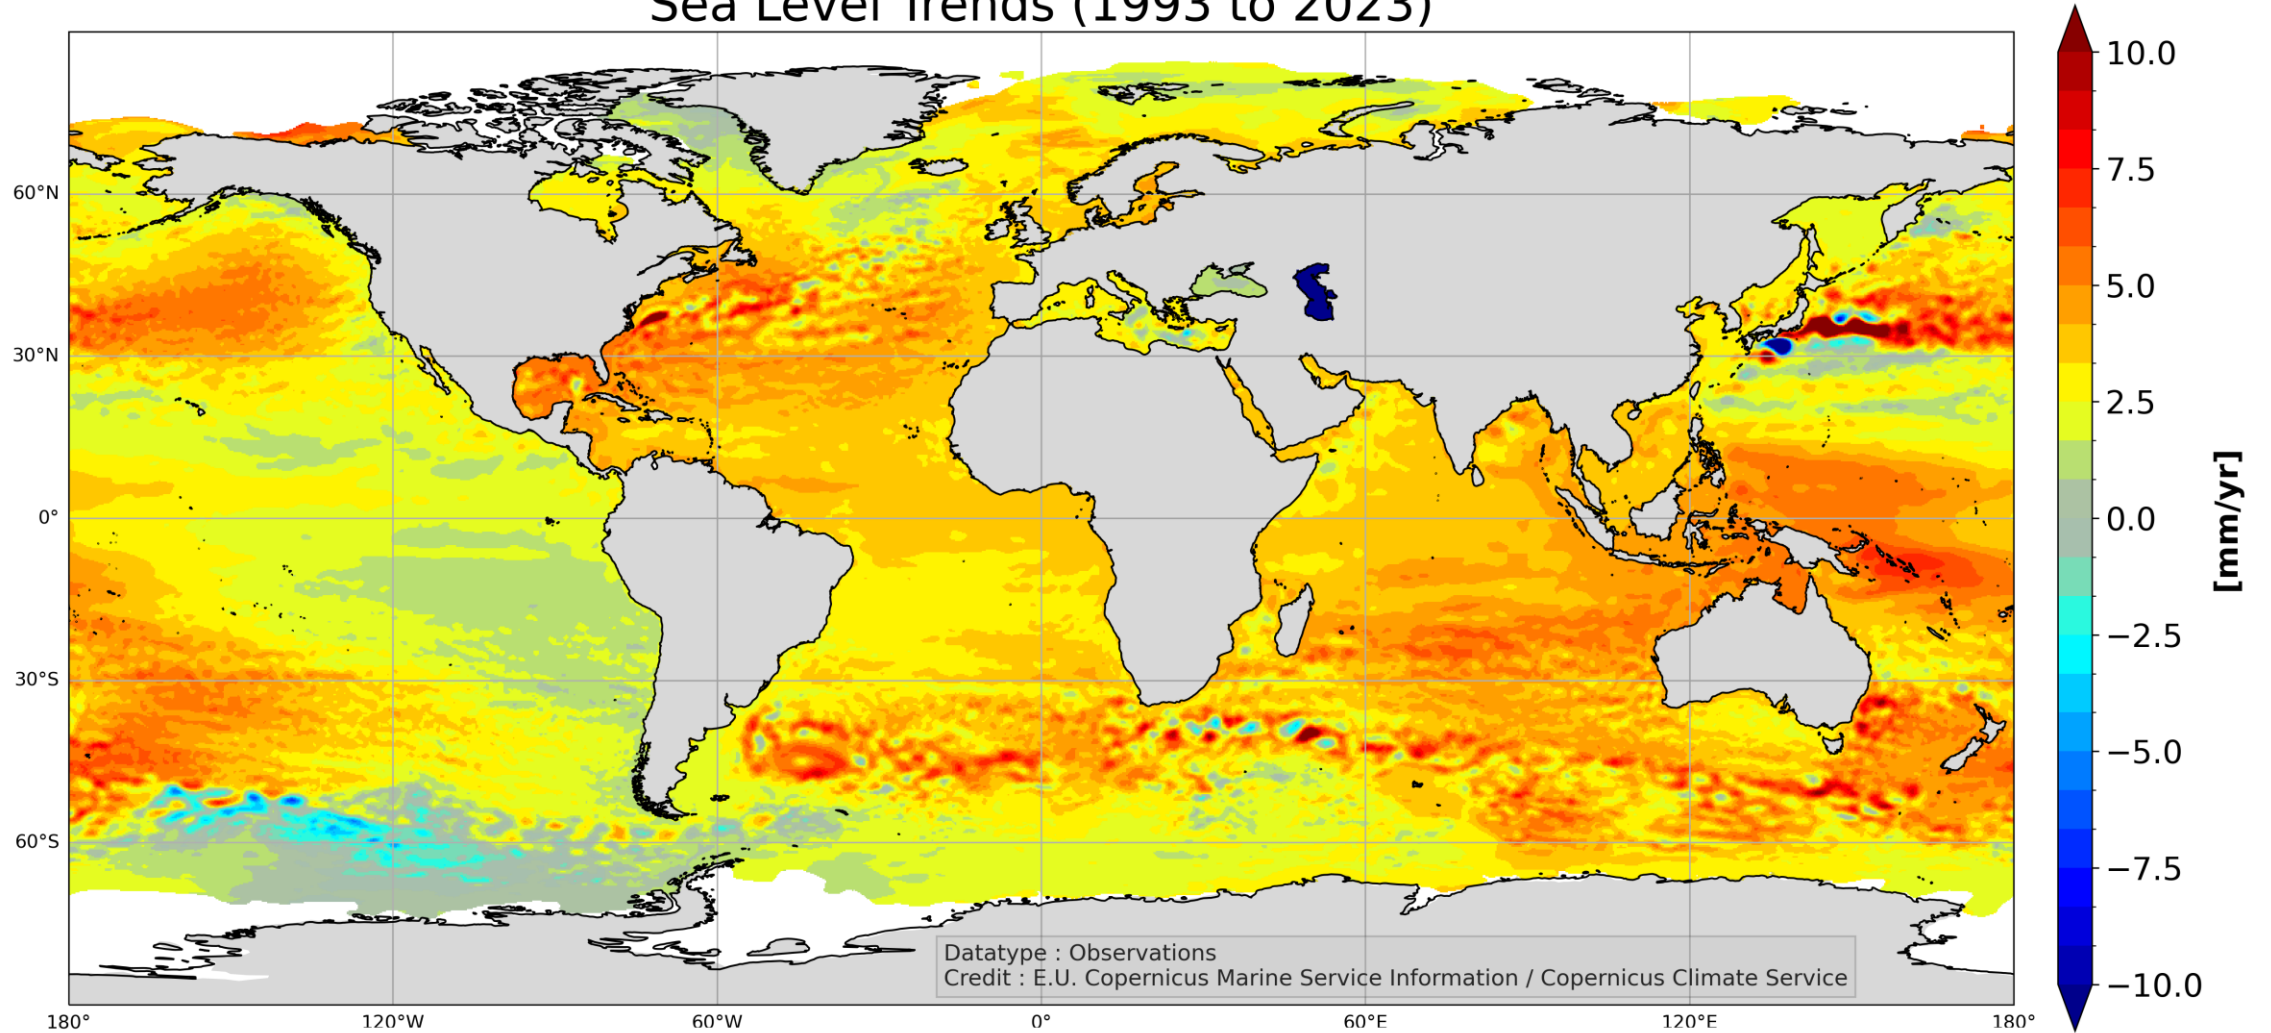 Sea Level Trends (1993 to 2023)
10.0
7.5
5.0
2.5
0.0
−2.5
−5.0
−7.5
−10.0
[mm/yr]
60°N
30°N
0°
30°S
60°S
Datatype : Observations
Credit : E.U. Copernicus Marine Service Information / Copernicus Climate Service
180° 120°W 60°W 0° 60°E 120°E 180°